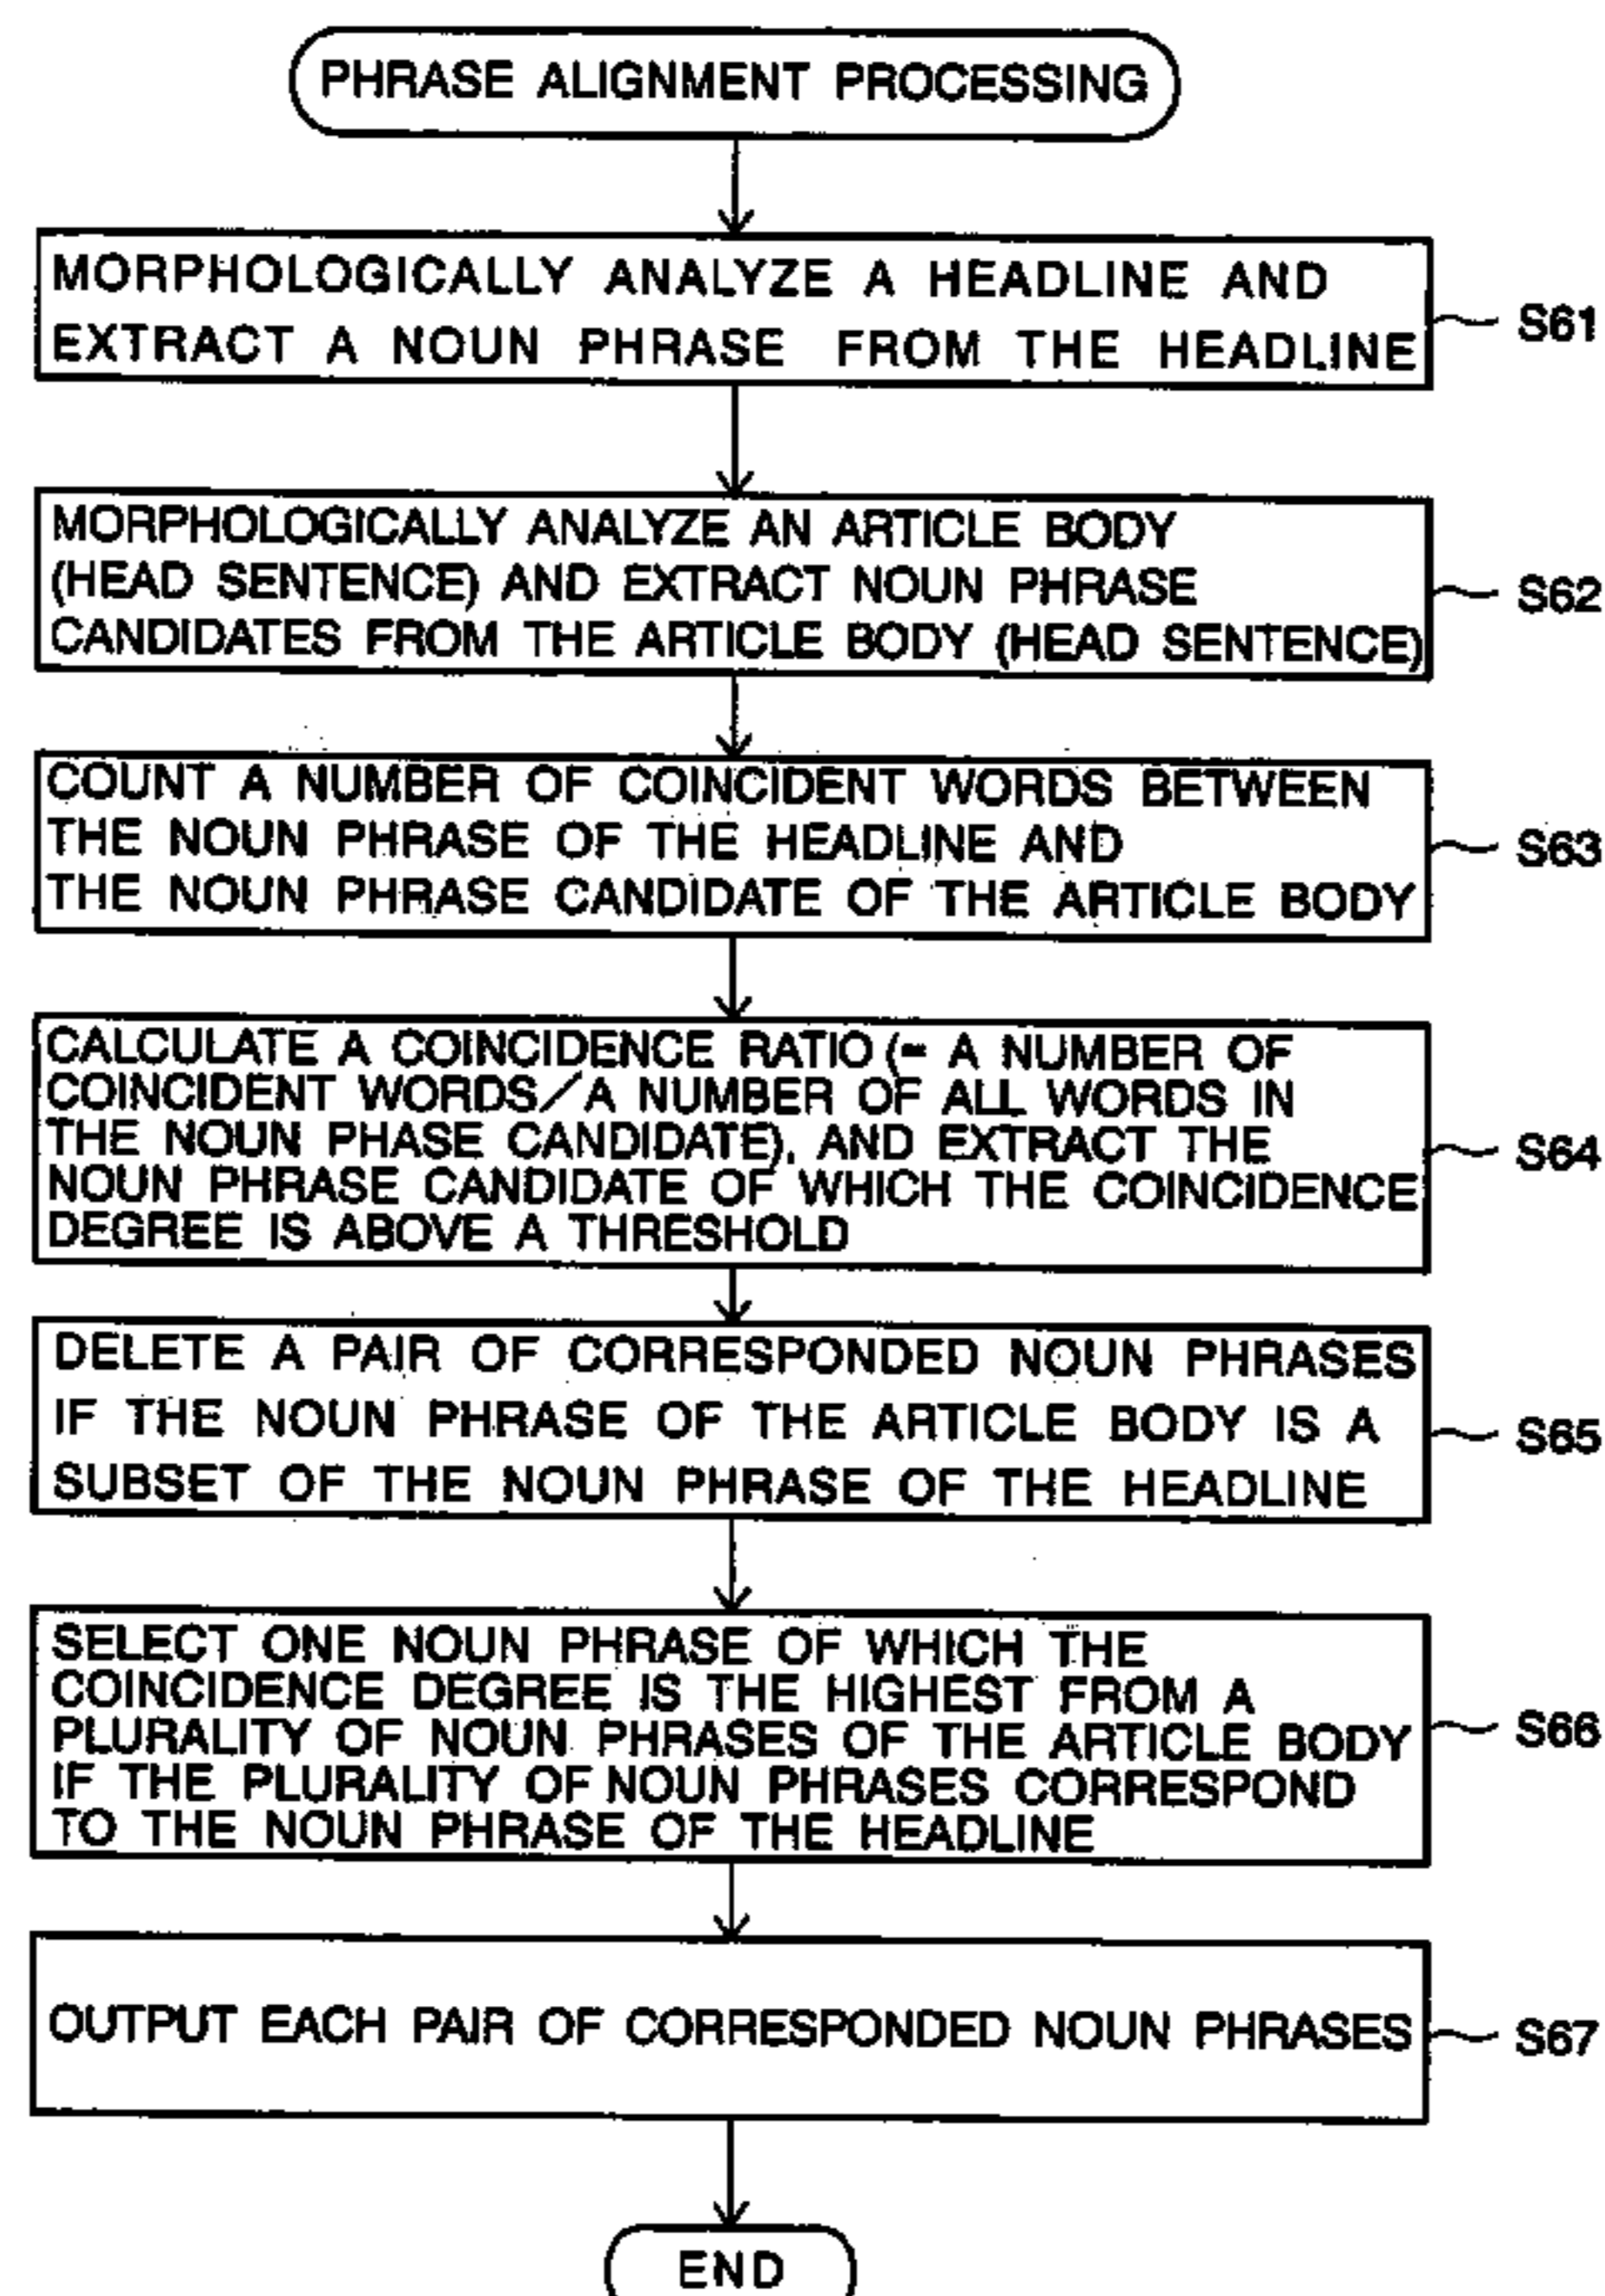 PHRASE ALIGNMENT PROCESSING
MORPHOLOGICALLY ANALYZE A HEADLINE AND
EXTRACT A NOUN PHRASE FROM THE HEADLINE
S61
MORPHOLOGICALLY ANALYZE AN ARTICLE BODY
(HEAD SENTENCE) AND EXTRACT NOUN PHRASE
CANDIDATES FROM THE ARTICLE BODY (HEAD SENTENCE)
S62
COUNT A NUMBER OF COINCIDENT WORDS BETWEEN
THE NOUN PHRASE OF THE HEADLINE AND
THE NOUN PHRASE CANDIDATE OF THE ARTICLE BODY
S63
CALCULATE A COINCIDENCE RATIO (= A NUMBER OF
COINCIDENT WORDS/A NUMBER OF ALL WORDS IN
THE NOUN PHASE CANDIDATE), AND EXTRACT THE
NOUN PHRASE CANDIDATE OF WHICH THE COINCIDENCE
DEGREE IS ABOVE A THRESHOLD
S64
DELETE A PAIR OF CORRESPONDED NOUN PHRASES
IF THE NOUN PHRASE OF THE ARTICLE BODY IS A
SUBSET OF THE NOUN PHRASE OF THE HEADLINE
S65
SELECT ONE NOUN PHRASE OF WHICH THE
COINCIDENCE DEGREE IS THE HIGHEST FROM A
PLURALITY OF NOUN PHRASES OF THE ARTICLE BODY
IF THE PLURALITY OF NOUN PHRASES CORRESPOND
TO THE NOUN PHRASE OF THE HEADLINE
S66
OUTPUT EACH PAIR OF CORRESPONDED NOUN PHRASES
S67
END